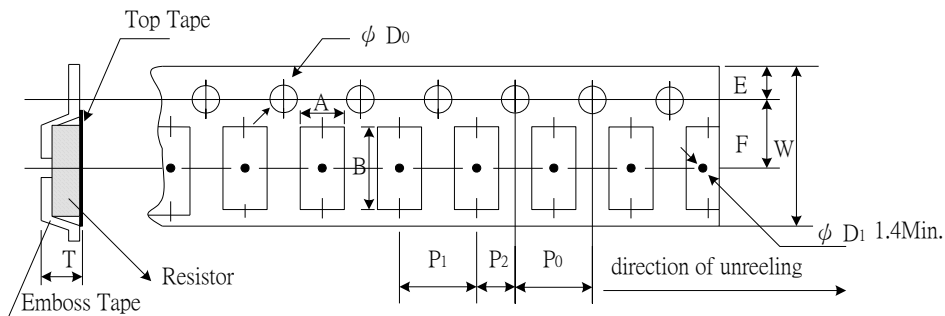 Top Tape
ϕ D0
E
A
F
W
B
ϕ D1 1.4Min.
T
Resistor
P1
P2
P0
direction of unreeling
Emboss Tape